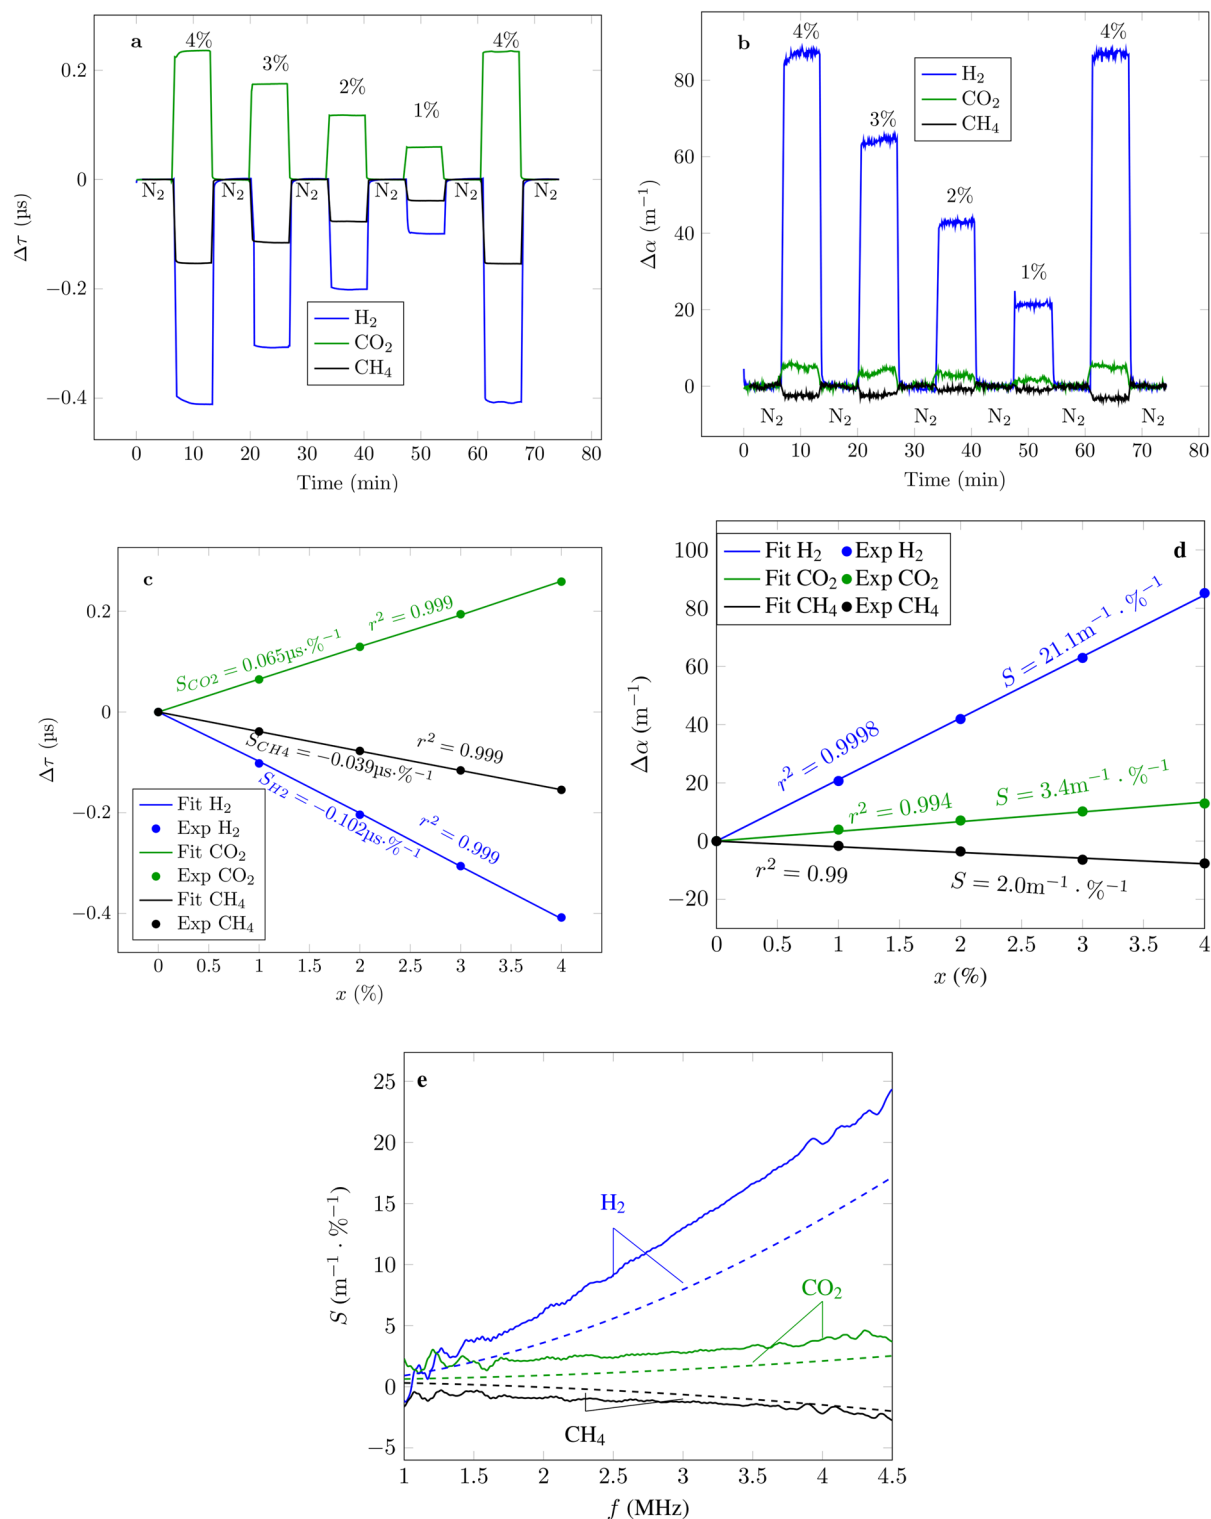 a
4%
3%
2%
1%
4%
0.2
0
−0.2
−0.4
N2 N2 N2 N2 N2 N2
H2
CO2
CH4
0 10 20 30 40 50 60 70 80
Time (min)
Δτ (µs)
b
4%
3%
2%
1%
4%
H2
CO2
CH4
80
60
40
20
0
N2 N2 N2 N2 N2 N2
0 10 20 30 40 50 60 70 80
Time (min)
Δα (m−1)
c
0.2
0
−0.2
−0.4
SCO2 = 0.065µs·%−1
r2 = 0.999
SCH4 = −0.039µs·%−1
r2 = 0.999
SH2 = −0.102µs·%−1
r2 = 0.999
Fit H2
Exp H2
Fit CO2
Exp CO2
Fit CH4
Exp CH4
0 0.5 1 1.5 2 2.5 3 3.5 4
x (%)
Δτ (µs)
d
Fit H2 Exp H2
Fit CO2 Exp CO2
Fit CH4 Exp CH4
100
80
60
40
20
0
−20
S = 21.1m−1 · %−1
r2 = 0.9998
S = 3.4m−1 · %−1
r2 = 0.994
r2 = 0.99
S = 2.0m−1 · %−1
0 0.5 1 1.5 2 2.5 3 3.5 4
x (%)
Δα (m−1)
e
25
20
15
10
5
0
−5
H2
CO2
CH4
1 1.5 2 2.5 3 3.5 4 4.5
f (MHz)
S (m−1 · %−1)